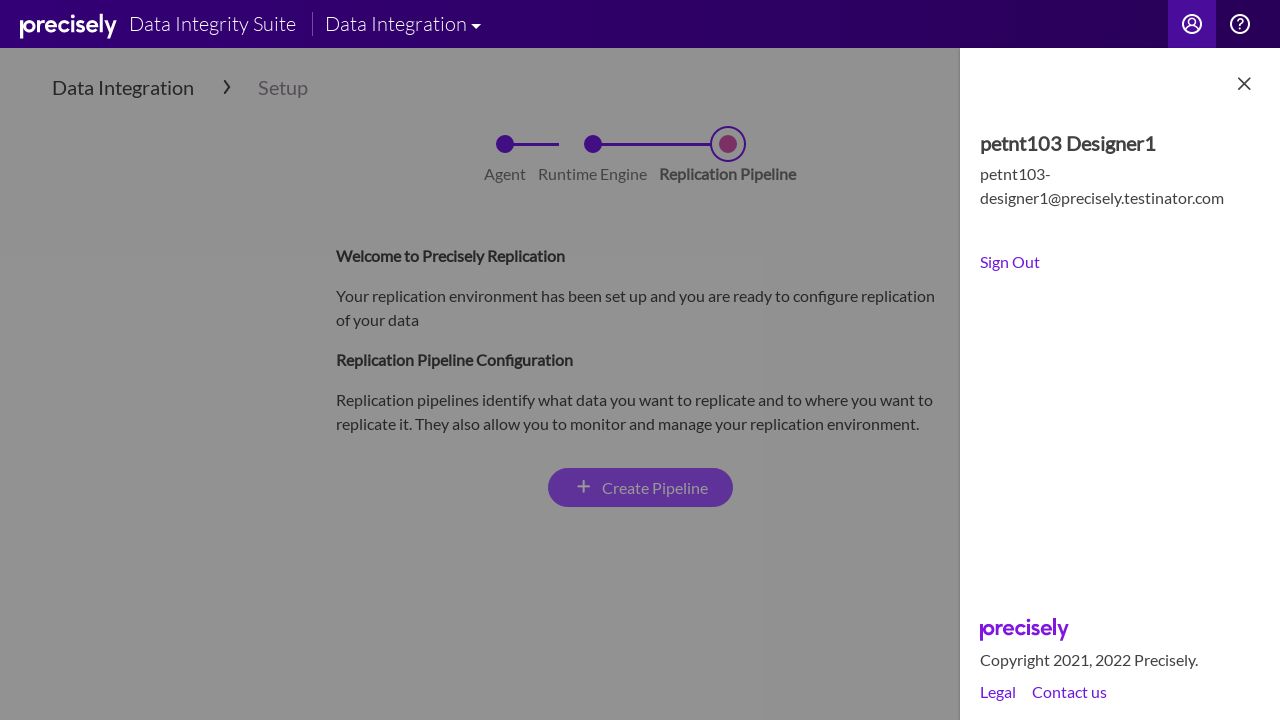 precisely Data Integrity Suite Data Integration
Data Integration Setup
Agent Runtime Engine Replication Pipeline
Welcome to Precisely Replication
Your replication environment has been set up and you are ready to configure replication
of your data
Replication Pipeline Configuration
Replication pipelines identify what data you want to replicate and to where you want to
replicate it. They also allow you to monitor and manage your replication environment.
Create Pipeline
petnt103 Designer1
petnt103-
designer1@precisely.testinator.com
Sign Out
precisely
Copyright 2021, 2022 Precisely.
Legal Contact us